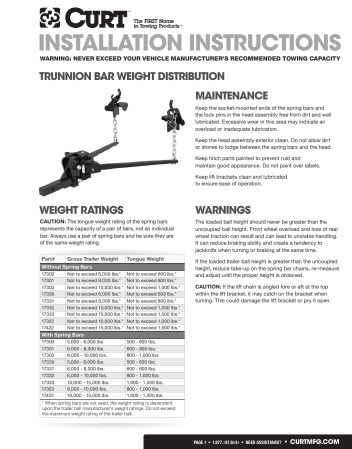 CURT
The FIRST Name
in Towing Products
INSTALLATION INSTRUCTIONS
WARNING: NEVER EXCEED YOUR VEHICLE MANUFACTURER'S RECOMMENDED TOWING CAPACITY
TRUNNION BAR WEIGHT DISTRIBUTION
MAINTENANCE
Keep the socket-mounted ends of the spring bars and
the lock pins in the head assembly free from dirt and well
lubricated. Excessive wear in this area may indicate an
overload or inadequate lubrication.
Keep the head assembly exterior clean. Do not allow dirt
or stones to lodge between the spring bars and the head.
Keep hitch parts painted to prevent rust and
maintain good appearance. Do not paint over labels.
Keep lift brackets clean and lubricated
to ensure ease of operation.
WEIGHT RATINGS
CAUTION: The tongue weight rating of the spring bars
represents the capacity of a pair of bars, not an individual
bar. Always use a pair of spring bars and be sure they are
of the same weight rating.
Part# Gross Trailer Weight Tongue Weight
Without Spring Bars
Not to exceed 6,000 lbs.* Not to exceed 600 lbs.*
17301 Not to exceed 8,000 lbs.* Not to exceed 800 lbs.*
17302 Not to exceed 10,000 lbs.* Not to exceed 1,000 lbs.*
17330 Not to exceed 6,000 lbs.* Not to exceed 600 lbs.*
17331 Not to exceed 8,000 lbs.* Not to exceed 800 lbs.*
17332 Not to exceed 10,000 lbs.* Not to exceed 1,000 lbs.*
17333 Not to exceed 15,000 lbs.* Not to exceed 1,500 lbs.*
17322 Not to exceed 10,000 lbs.* Not to exceed 1,000 lbs.*
17422 Not to exceed 15,000 lbs.* Not to exceed 1,500 lbs.*
With Spring Bars
5,000 - 6,000 lbs. 500 - 600 lbs.
17301 6,000 - 8,000 lbs. 600 - 800 lbs.
17302 8,000 - 10,000 lbs. 800 - 1,000 lbs
17330 5,000 - 6,000 lbs. 500 - 600 lbs.
17331 6,000 - 8,000 lbs. 600 - 800 lbs.
17332 8,000 - 10,000 lbs. 800 - 1,000 lbs
17333 10,000 - 15,000 lbs. 1,000 - 1,500 lbs.
17322 6,000 - 10,000 lbs. 800 - 1,000 lbs
17422 10,000 - 15,000 lbs. 1,000 - 1,500 lbs.
* When spring bars are not used, the weight rating is dependent
upon the trailer ball manufacturer's weight ratings. Do not exceed
the maximum weight rating of the trailer ball.
WARNINGS
The loaded ball height should never be greater than the
uncoupled ball height. Front wheel overload and loss of rear
wheel traction can result and can lead to unstable handling.
It can reduce braking ability and create a tendency to
jackknife when turning or braking at the same time.
If the loaded trailer ball height is greater than the uncoupled
height, reduce take-up on the spring bar chains, re-measure
and adjust until the proper height is obtained.
CAUTION: If the lift chain is angled fore or aft at the top
within the lift bracket, it may catch on the bracket when
turning. This could damage the lift bracket or pry it open.
PAGE 1 • NEED ASSISTANCE? • CURTMFG.COM